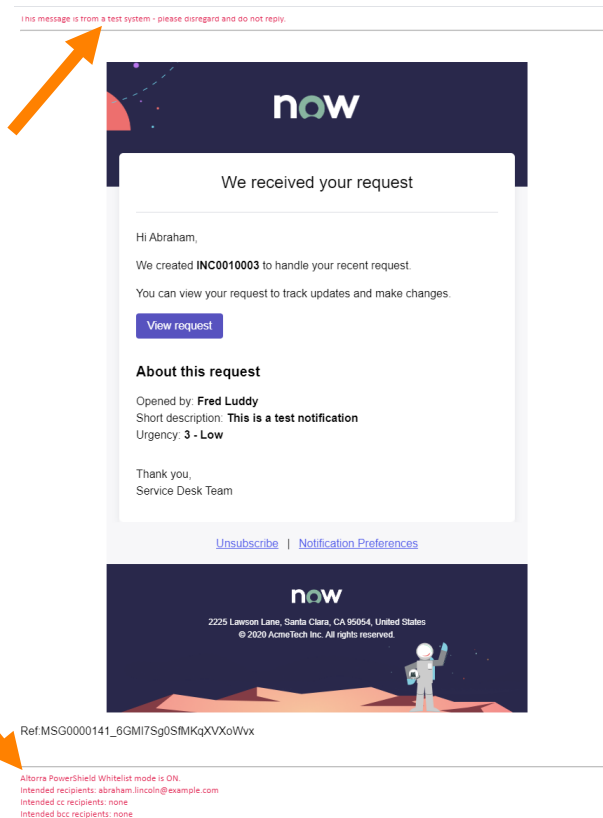 This message is from a test system - please disregard and do not reply.
now
We received your request
Hi Abraham,
We created INC0010003 to handle your recent request.
You can view your request to track updates and make changes.
View request
About this request
Opened by: Fred Luddy
Short description: This is a test notification
Urgency: 3 - Low
Thank you,
Service Desk Team
Unsubscribe | Notification Preferences
now
2225 Lawson Lane, Santa Clara, CA 95054, United States
© 2020 AcmeTech Inc. All rights reserved.
Ref:MSG0000141_6GMI7Sg0SfMKqXVXoWvx
Altorra PowerShield Whitelist mode is ON.
Intended recipients: abraham.lincoln@example.com
Intended cc recipients: none
Intended bcc recipients: none